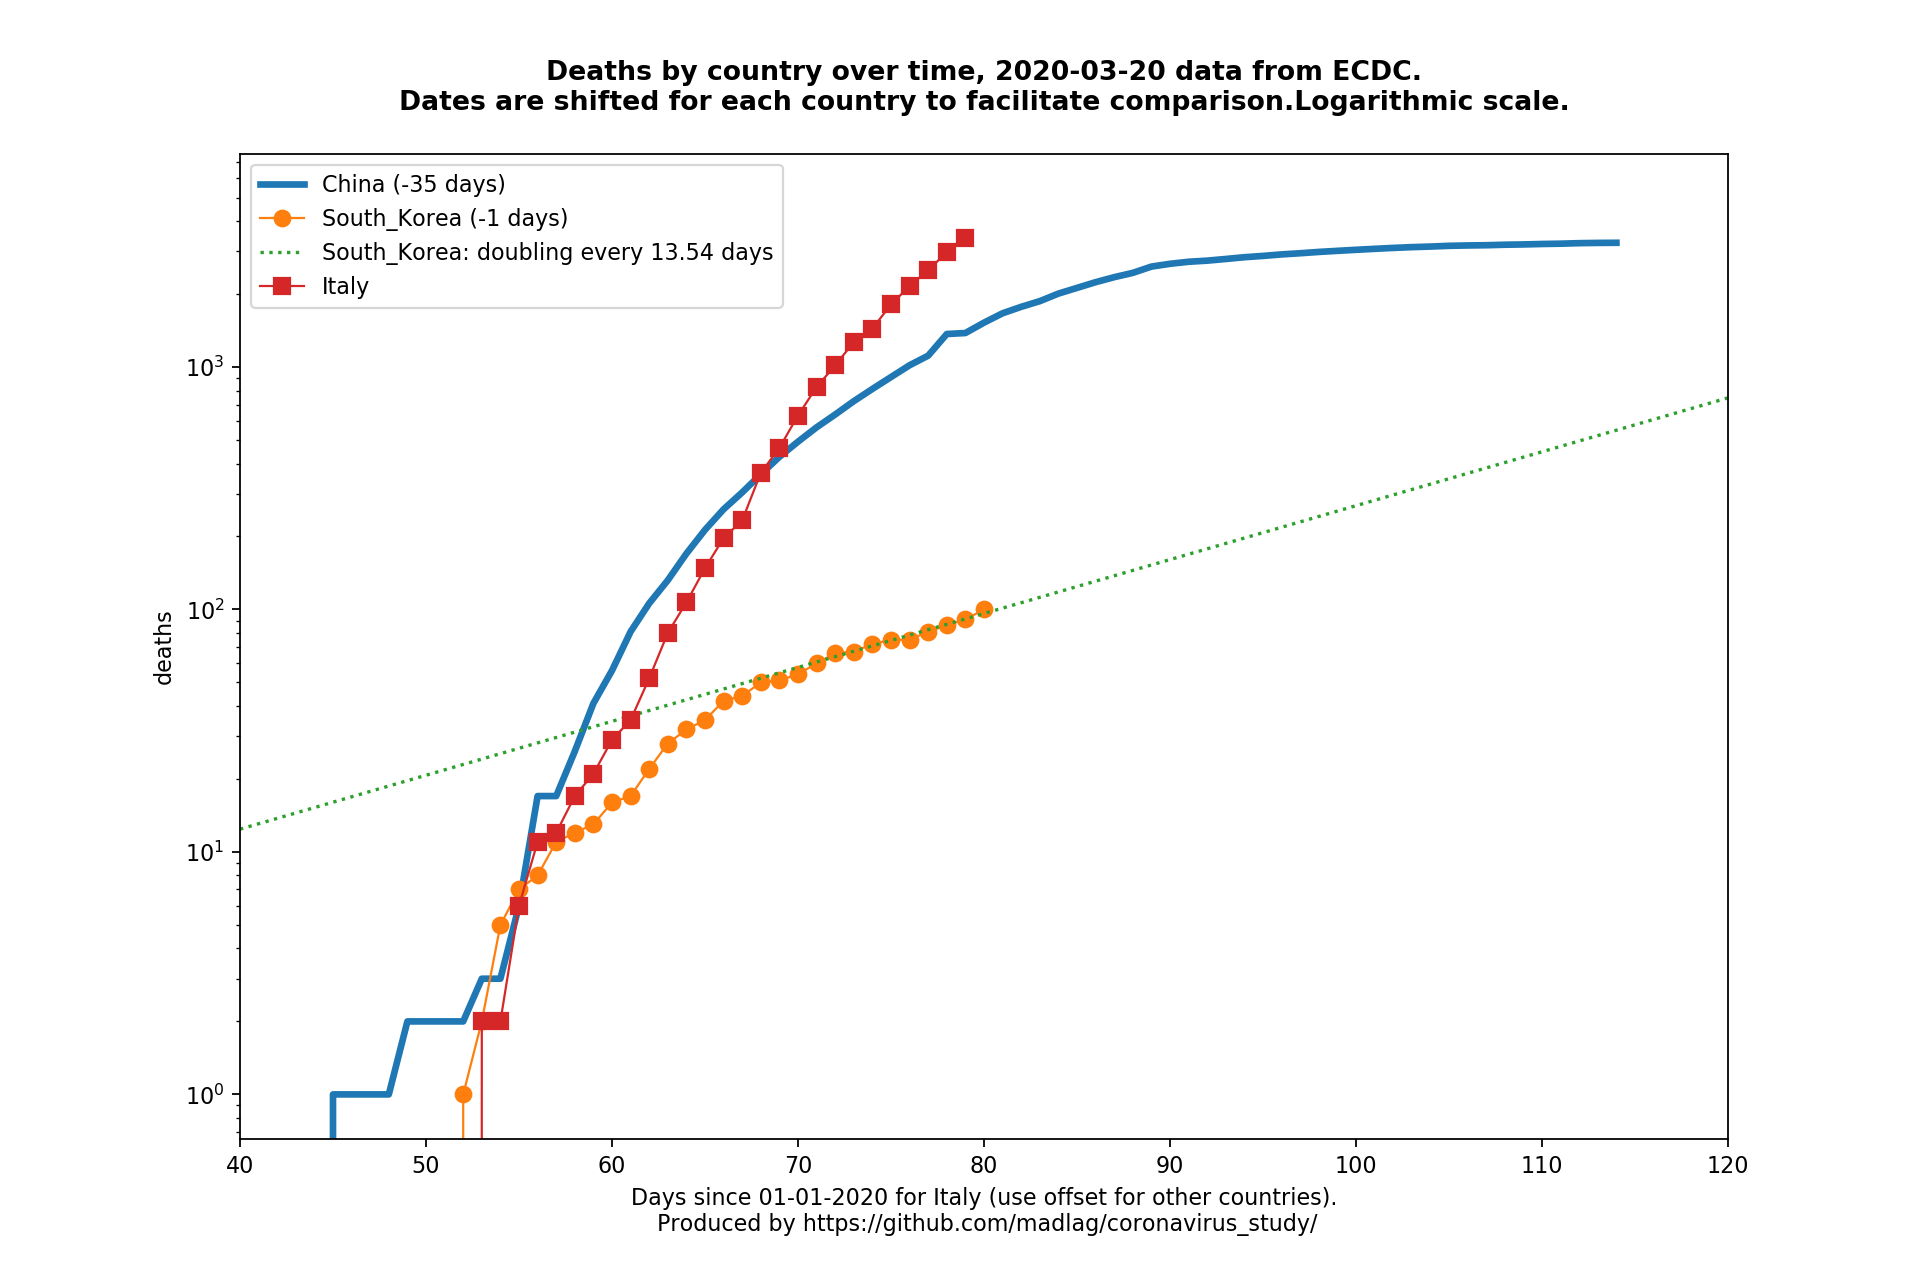 Deaths by country over time, 2020-03-20 data from ECDC.
Dates are shifted for each country to facilitate comparison.Logarithmic scale.
China (-35 days)
South_Korea (-1 days)
South_Korea: doubling every 13.54 days
Italy
deaths
10³
10²
10¹
10⁰
40 50 60 70 80 90 100 110 120
Days since 01-01-2020 for Italy (use offset for other countries).
Produced by https://github.com/madlag/coronavirus_study/